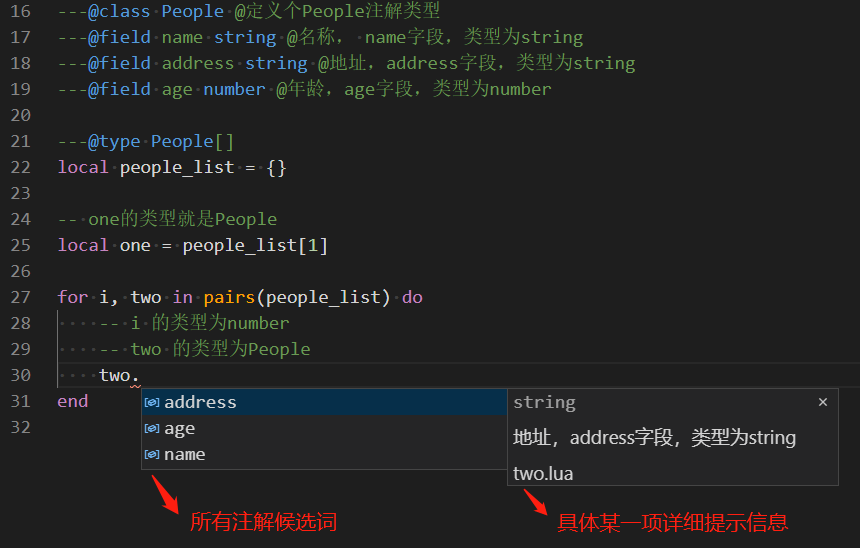 16 ---@class People @定义个People注解类型
17 ---@field name string @名称， name字段，类型为string
18 ---@field address string @地址，address字段，类型为string
19 ---@field age number @年龄，age字段，类型为number
20
21 ---@type People[]
22 local people_list = {}
23
24 -- one的类型就是People
25 local one = people_list[1]
26
27 for i, two in pairs(people_list) do
28 -- i 的类型为number
29 -- two 的类型为People
30 two.
31 end
32
address
age
name
string ×
地址，address字段，类型为string
two.lua
所有注解候选词
具体某一项详细提示信息